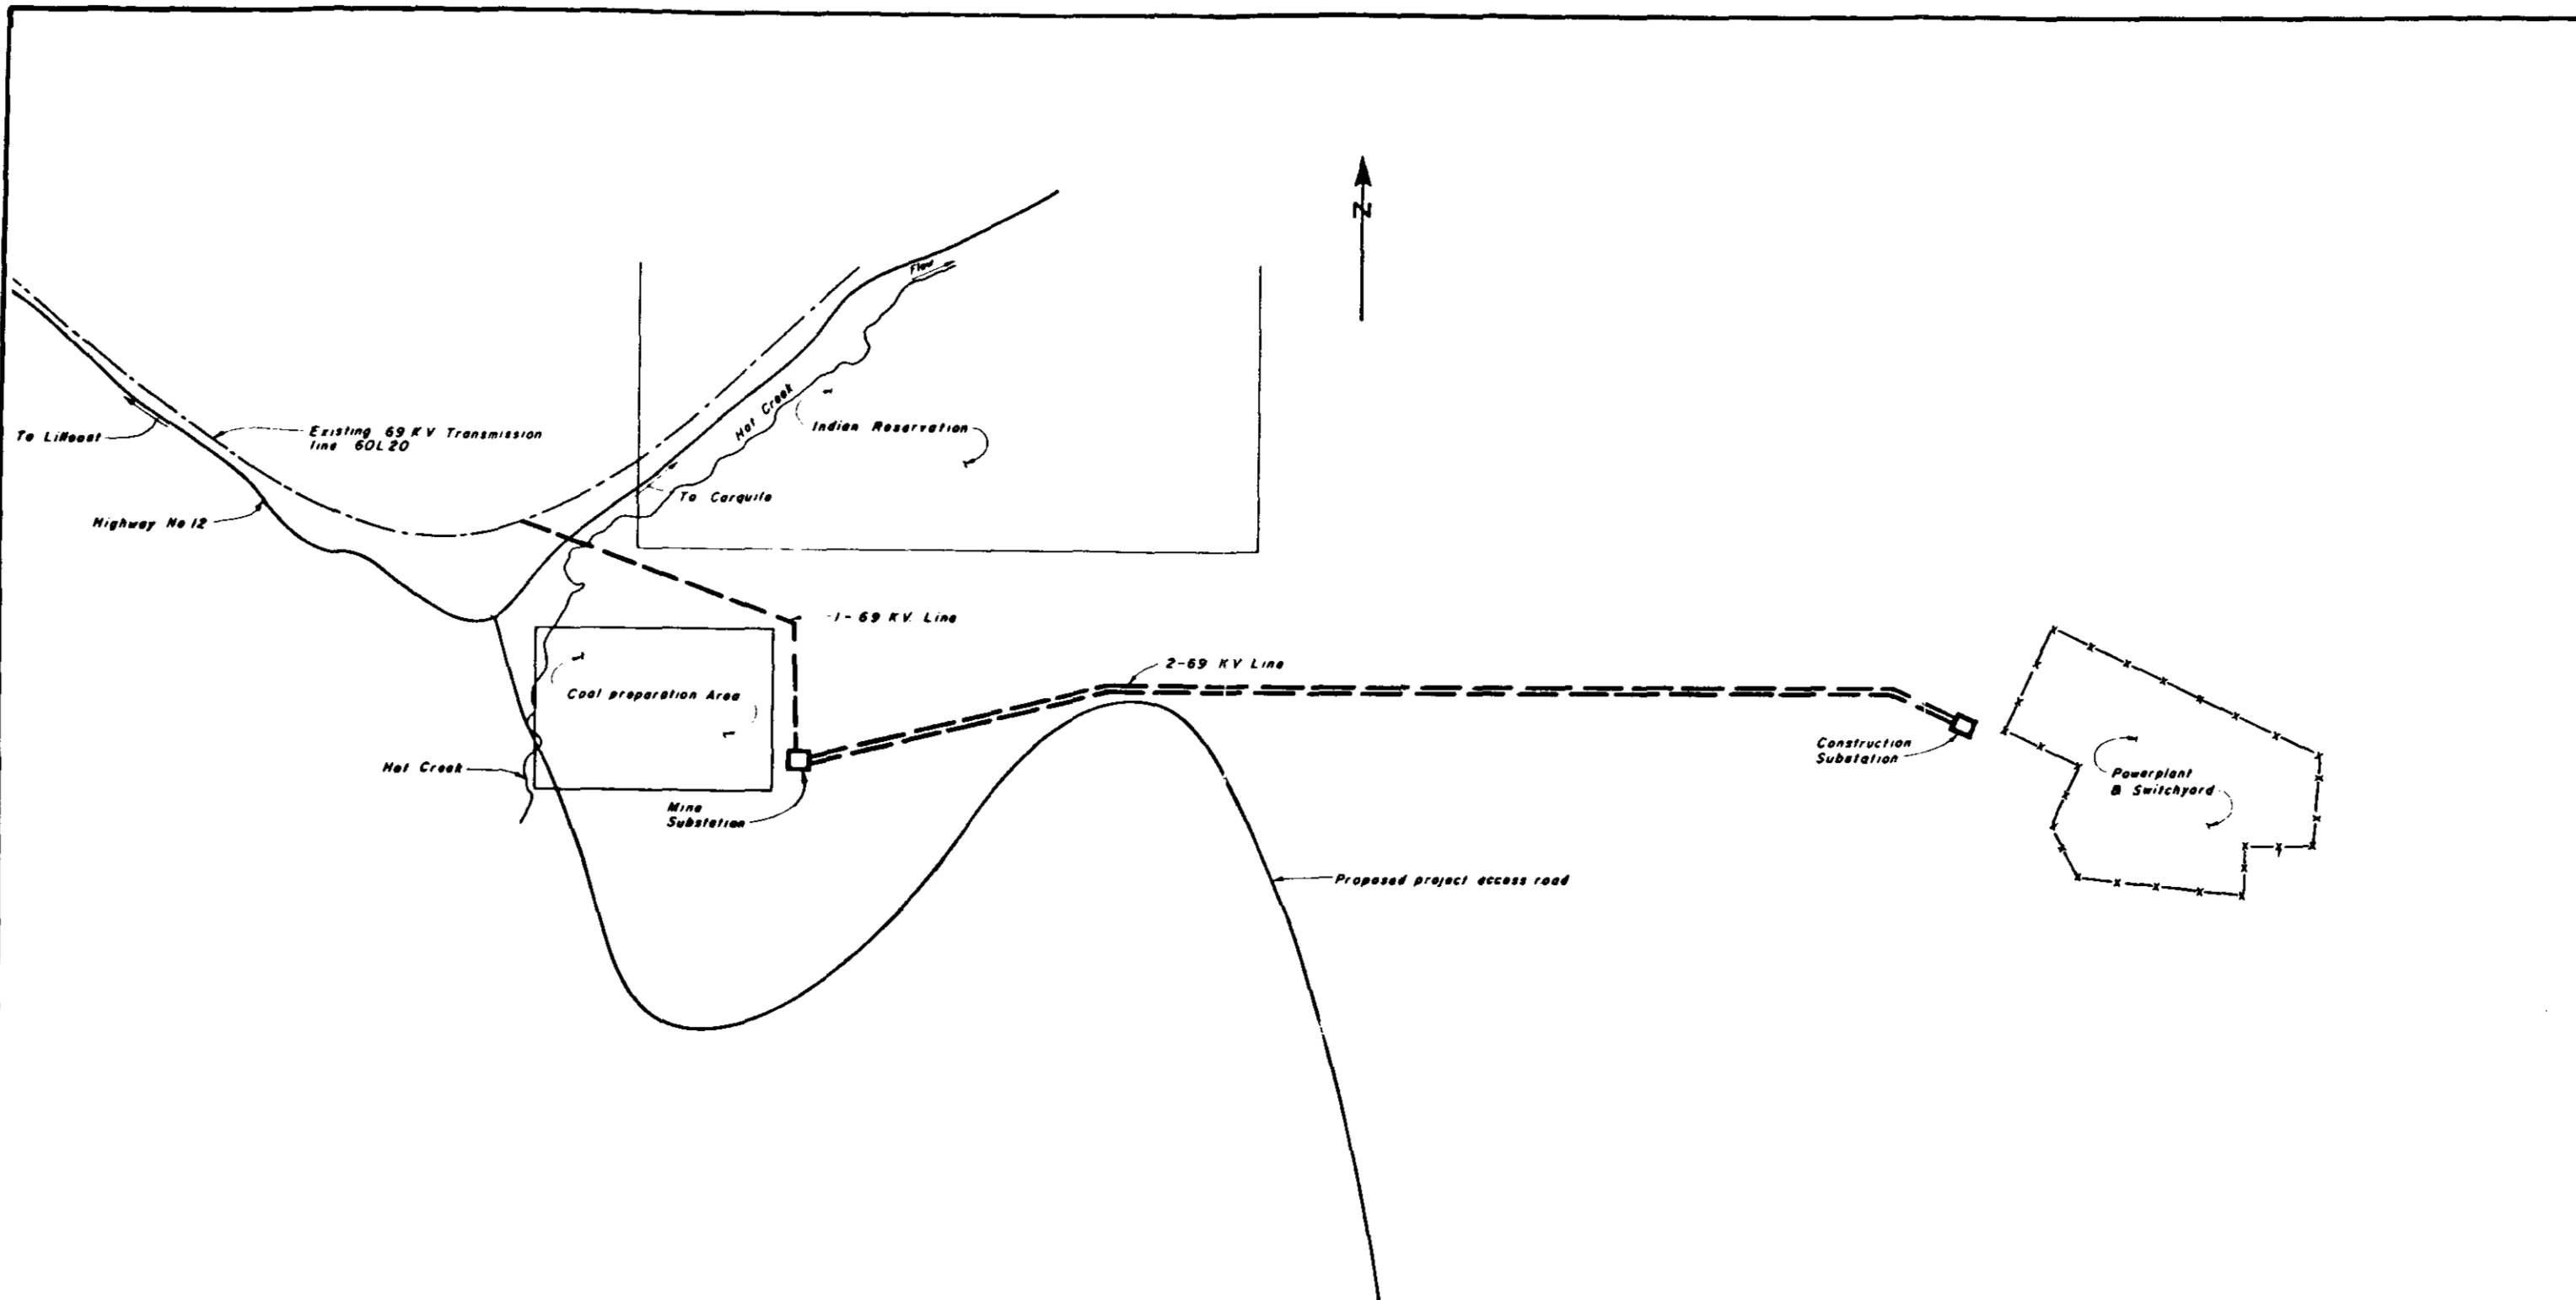 N
Flow
Hat Creek
Indian Reservation
To Lillooet
Existing 69 KV Transmission
line 60L20
To Carquile
Highway No 12
1-69 KV. Line
2-69 KV Line
Coal preparation Area
Construction
Substation
Hat Creek
Powerplant
& Switchyard
Mine
Substation
Proposed project access road